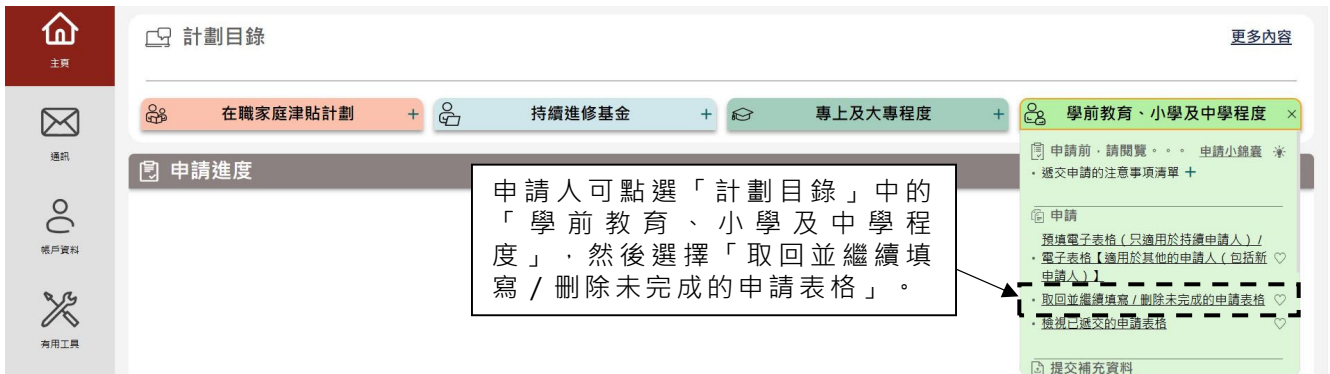 主頁
通訊
帳戶資料
有用工具
計劃目錄
更多內容
在職家庭津貼計劃 +
持續進修基金 +
專上及大專程度 +
學前教育、小學及中學程度 ×
申請進度
申請人可點選「計劃目錄」中的
「學前教育、小學及中學程
度」，然後選擇「取回並繼續填
寫/刪除未完成的申請表格」。
申請前，請閱覽。。。 申請小錦囊
· 遞交申請的注意事項清單 +
申請
預填電子表格（只適用於持續申請人）/
· 電子表格【適用於其他的申請人（包括新
申請人）】
· 取回並繼續填寫/刪除未完成的申請表格
· 檢視已遞交的申請表格
提交補充資料